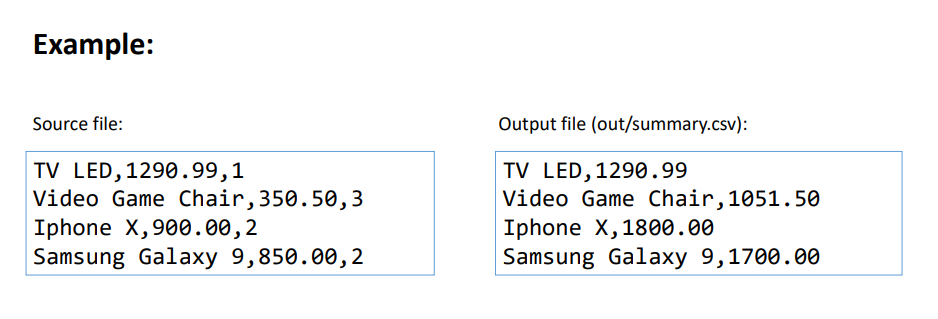 Example:
Source file:
TV LED,1290.99,1
Video Game Chair,350.50,3
Iphone X,900.00,2
Samsung Galaxy 9,850.00,2
Output file (out/summary.csv):
TV LED,1290.99
Video Game Chair,1051.50
Iphone X,1800.00
Samsung Galaxy 9,1700.00